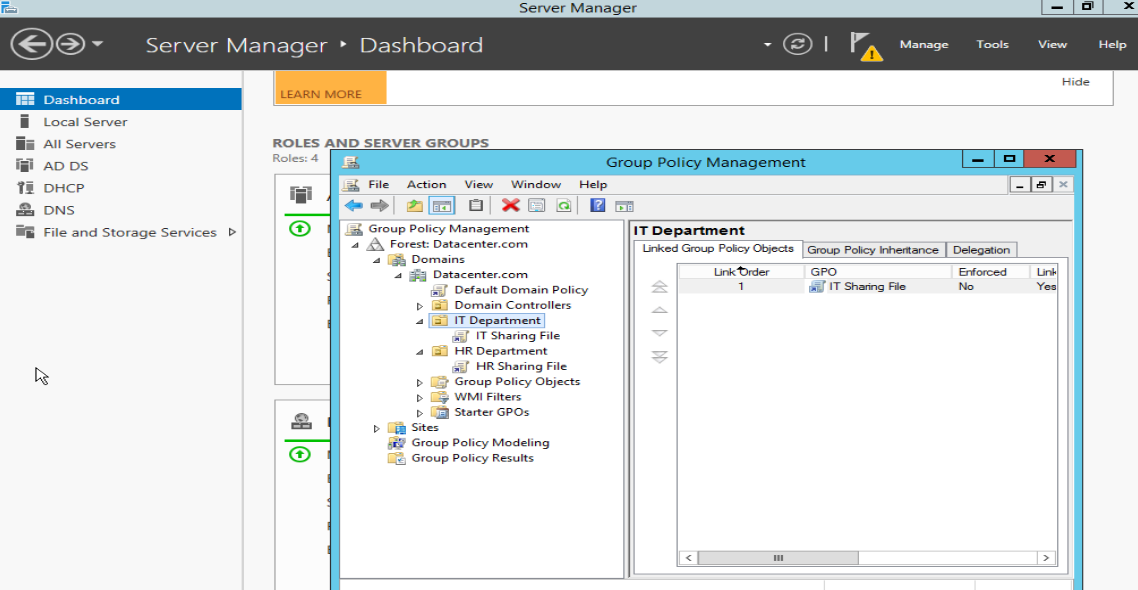 Server Manager
Server Manager ‣ Dashboard
Manage Tools View Help
Dashboard
Local Server
All Servers
AD DS
DHCP
DNS
File and Storage Services
LEARN MORE
Hide
ROLES AND SERVER GROUPS
Roles: 4
Group Policy Management
File Action View Window Help
Group Policy Management
Forest: Datacenter.com
Domains
Datacenter.com
Default Domain Policy
Domain Controllers
IT Department
IT Sharing File
HR Department
HR Sharing File
Group Policy Objects
WMI Filters
Starter GPOs
Sites
Group Policy Modeling
Group Policy Results
IT Department
Linked Group Policy Objects Group Policy Inheritance Delegation
Link Order GPO Enforced Link
1 IT Sharing File No Yes